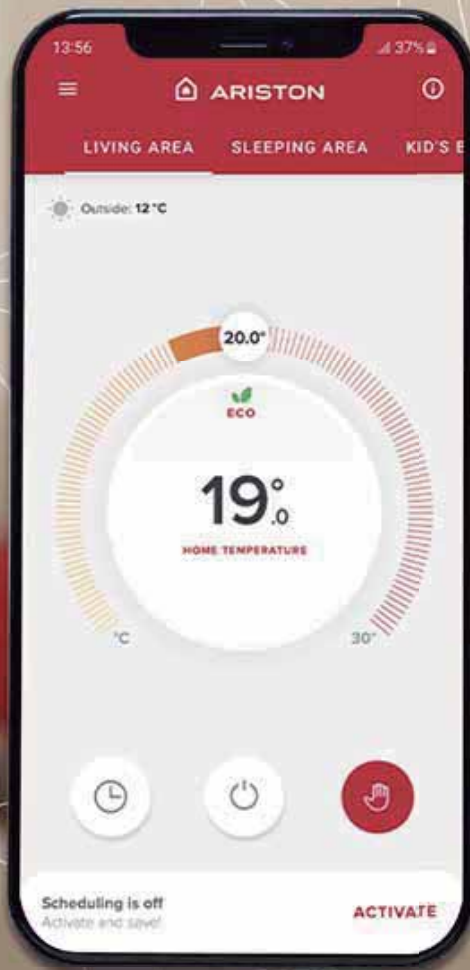 13:56
37%
ARISTON
LIVING AREA SLEEPING AREA KID'S B
Outside: 12 °C
20.0°
ECO
19°.0
HOME TEMPERATURE
°C 30°
Scheduling is off
Activate and save!
ACTIVATE